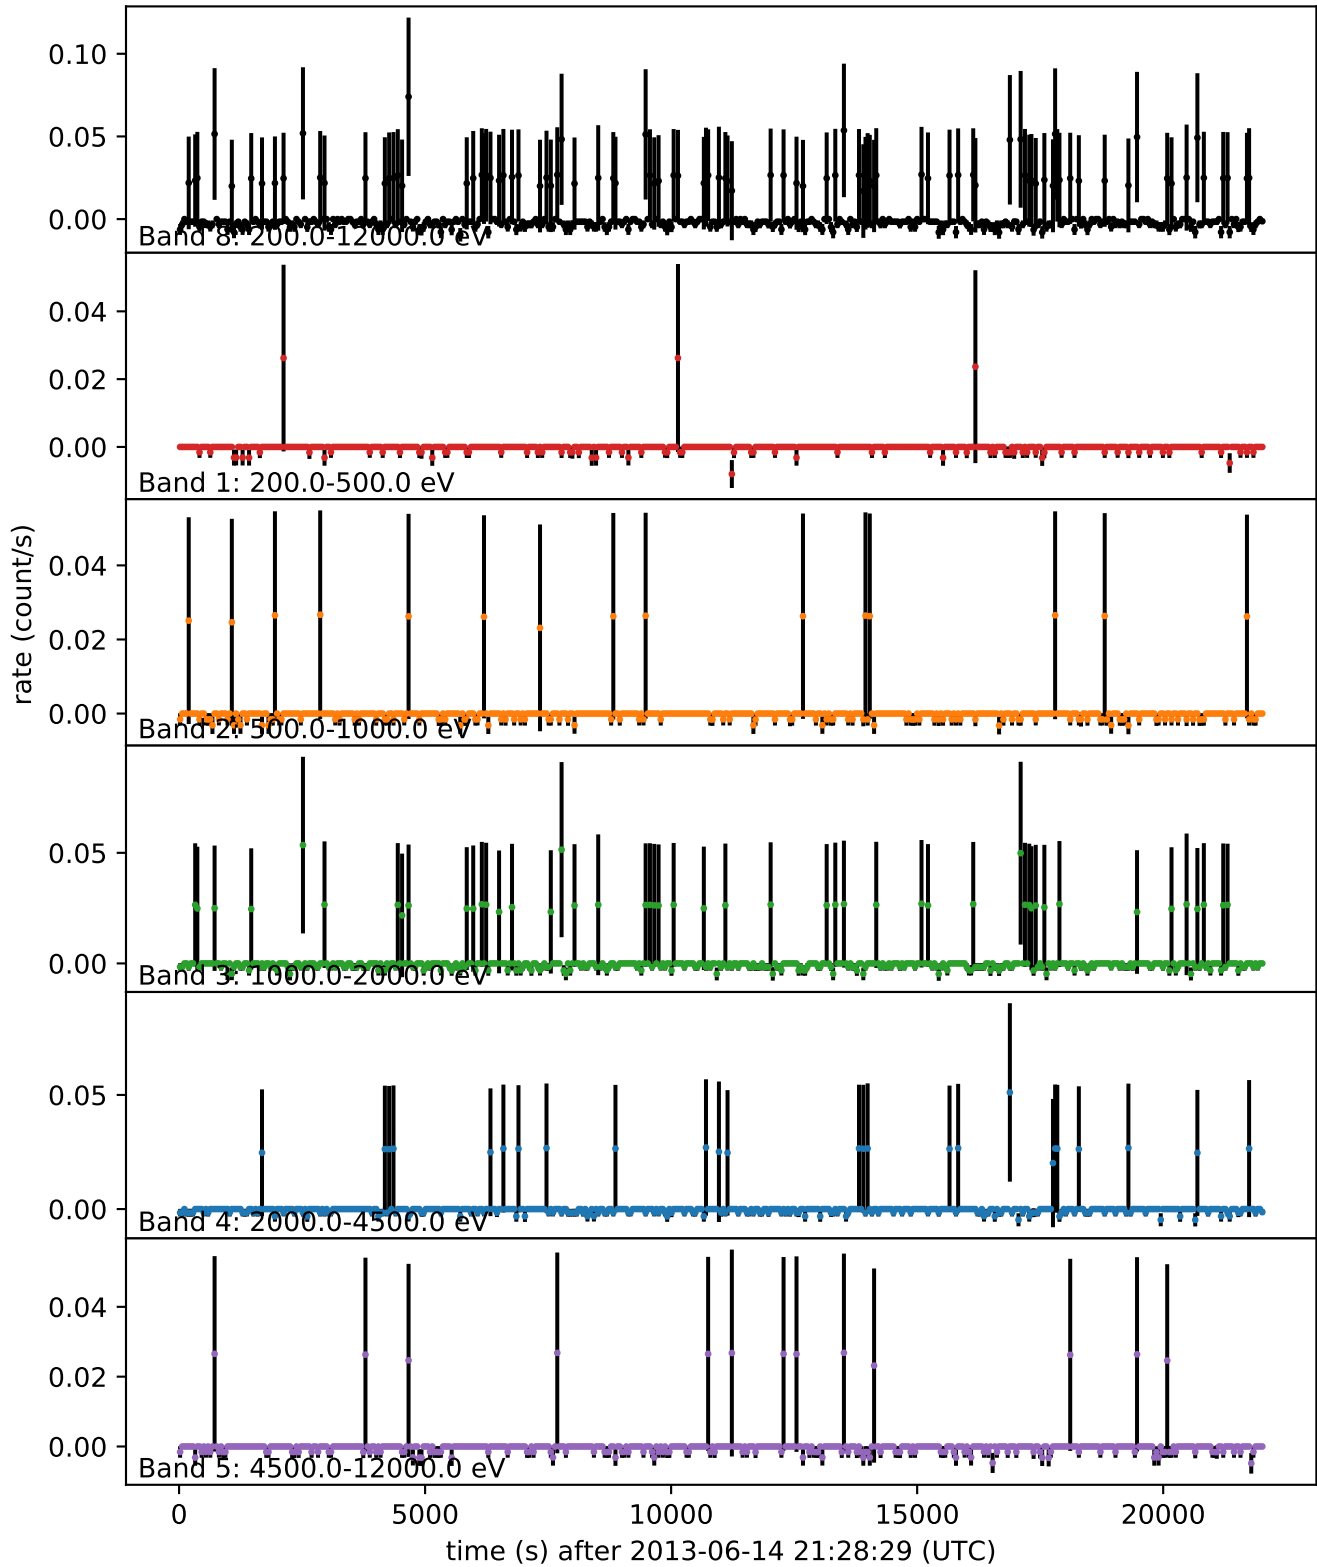 0.10
0.05
0.00
Band 8: 200.0-12000.0 eV
0.04
0.02
0.00
Band 1: 200.0-500.0 eV
rate (count/s)
0.04
0.02
0.00
Band 2: 500.0-1000.0 eV
0.05
0.00
Band 3: 1000.0-2000.0 eV
0.05
0.00
Band 4: 2000.0-4500.0 eV
0.04
0.02
0.00
Band 5: 4500.0-12000.0 eV
0 5000 10000 15000 20000
time (s) after 2013-06-14 21:28:29 (UTC)